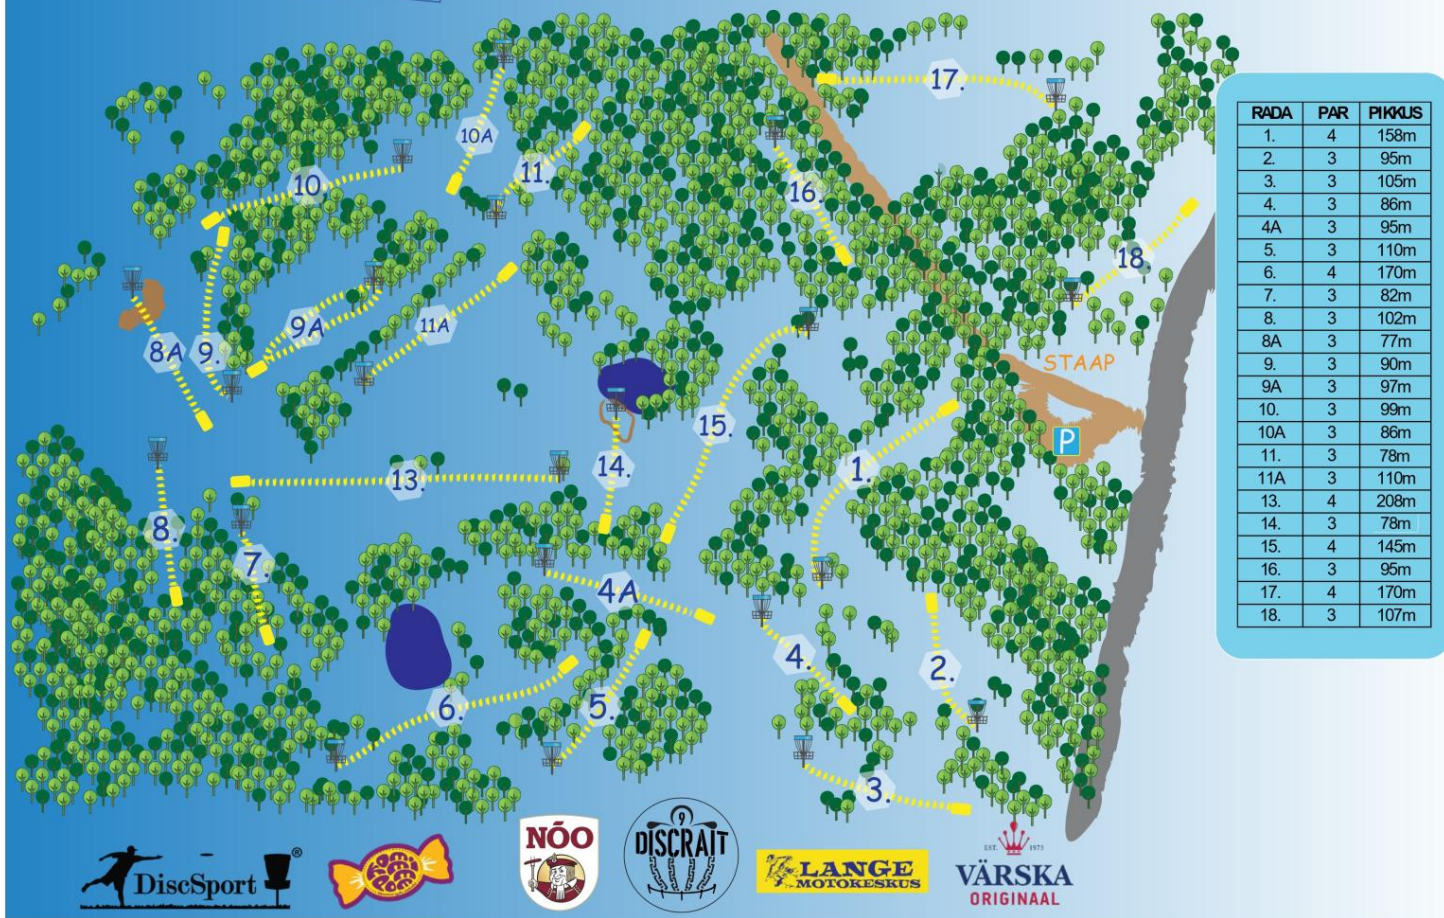 17.
10A
11.
10.
16.
18.
9A
11A
8A
9.
STAAP
15.
P
1.
14.
13.
8.
7.
4A
4.
2.
6.
5.
3.
RADA PAR PIKKUS
1. 4 158m
2. 3 95m
3. 3 105m
4. 3 86m
4A 3 95m
5. 3 110m
6. 4 170m
7. 3 82m
8. 3 102m
8A 3 77m
9. 3 90m
9A 3 97m
10. 3 99m
10A 3 86m
11. 3 78m
11A 3 110m
13. 4 208m
14. 3 78m
15. 4 145m
16. 3 95m
17. 4 170m
18. 3 107m
DiscSport ®
NÕO
9
DISCRAIT
LANGE
MOTOKESKUS
EST. 1973
VÄRSKA
ORIGINAAL